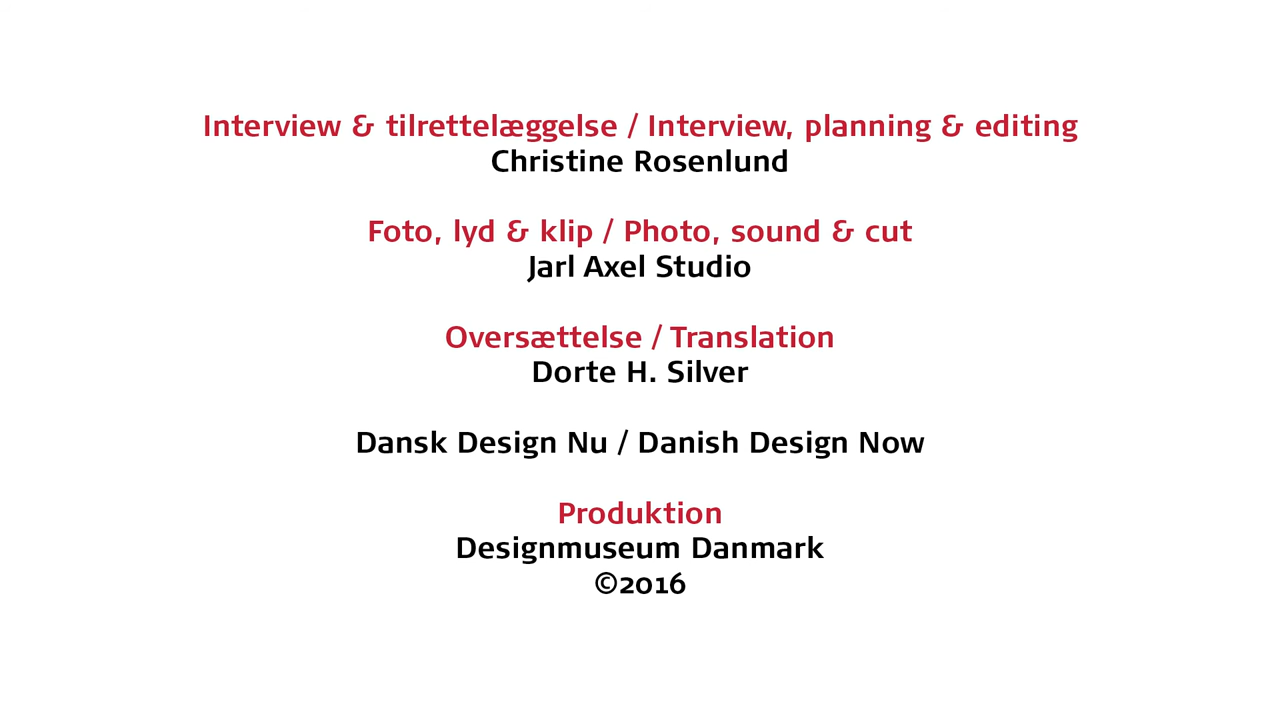 Interview & tilrettelæggelse / Interview, planning & editing
Christine Rosenlund
Foto, lyd & klip / Photo, sound & cut
Jarl Axel Studio
Oversættelse / Translation
Dorte H. Silver
Dansk Design Nu / Danish Design Now
Produktion
Designmuseum Danmark
©2016